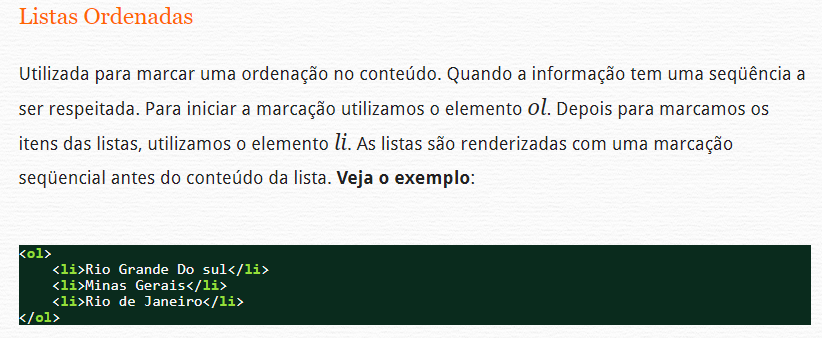 Listas Ordenadas
Utilizada para marcar uma ordenação no conteúdo. Quando a informação tem uma seqüência a
ser respeitada. Para iniciar a marcação utilizamos o elemento ol. Depois para marcamos os
itens das listas, utilizamos o elemento li. As listas são renderizadas com uma marcação
seqüencial antes do conteúdo da lista. Veja o exemplo:
<ol>
    <li>Rio Grande Do sul</li>
    <li>Minas Gerais</li>
    <li>Rio de Janeiro</li>
</ol>